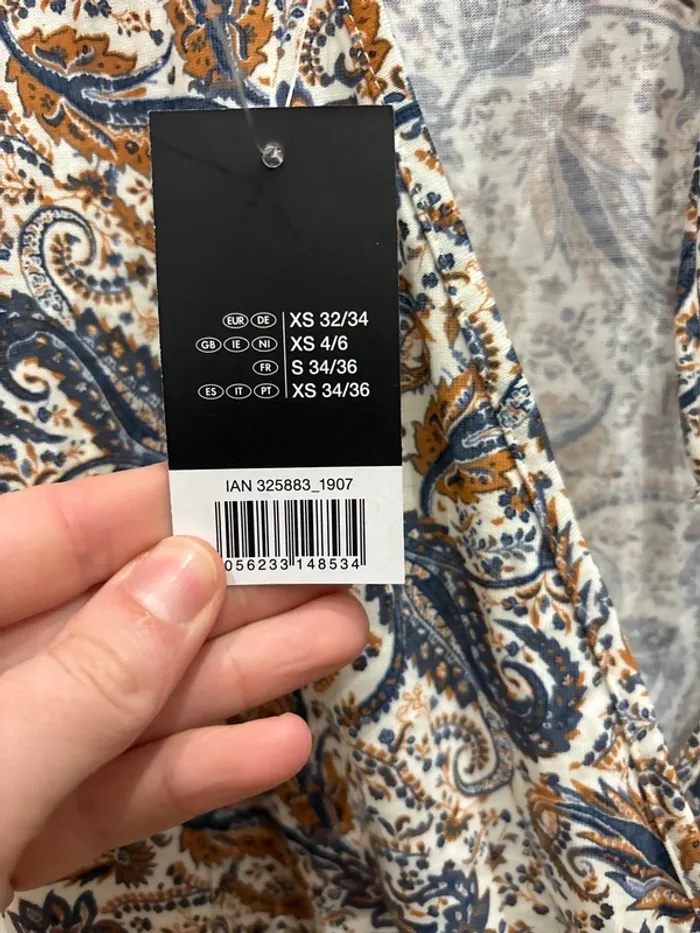 EUR DE XS 32/34
GB IE NI XS 4/6
FR S 34/36
ES IT PT XS 34/36
IAN 325883_1907
056233 148534